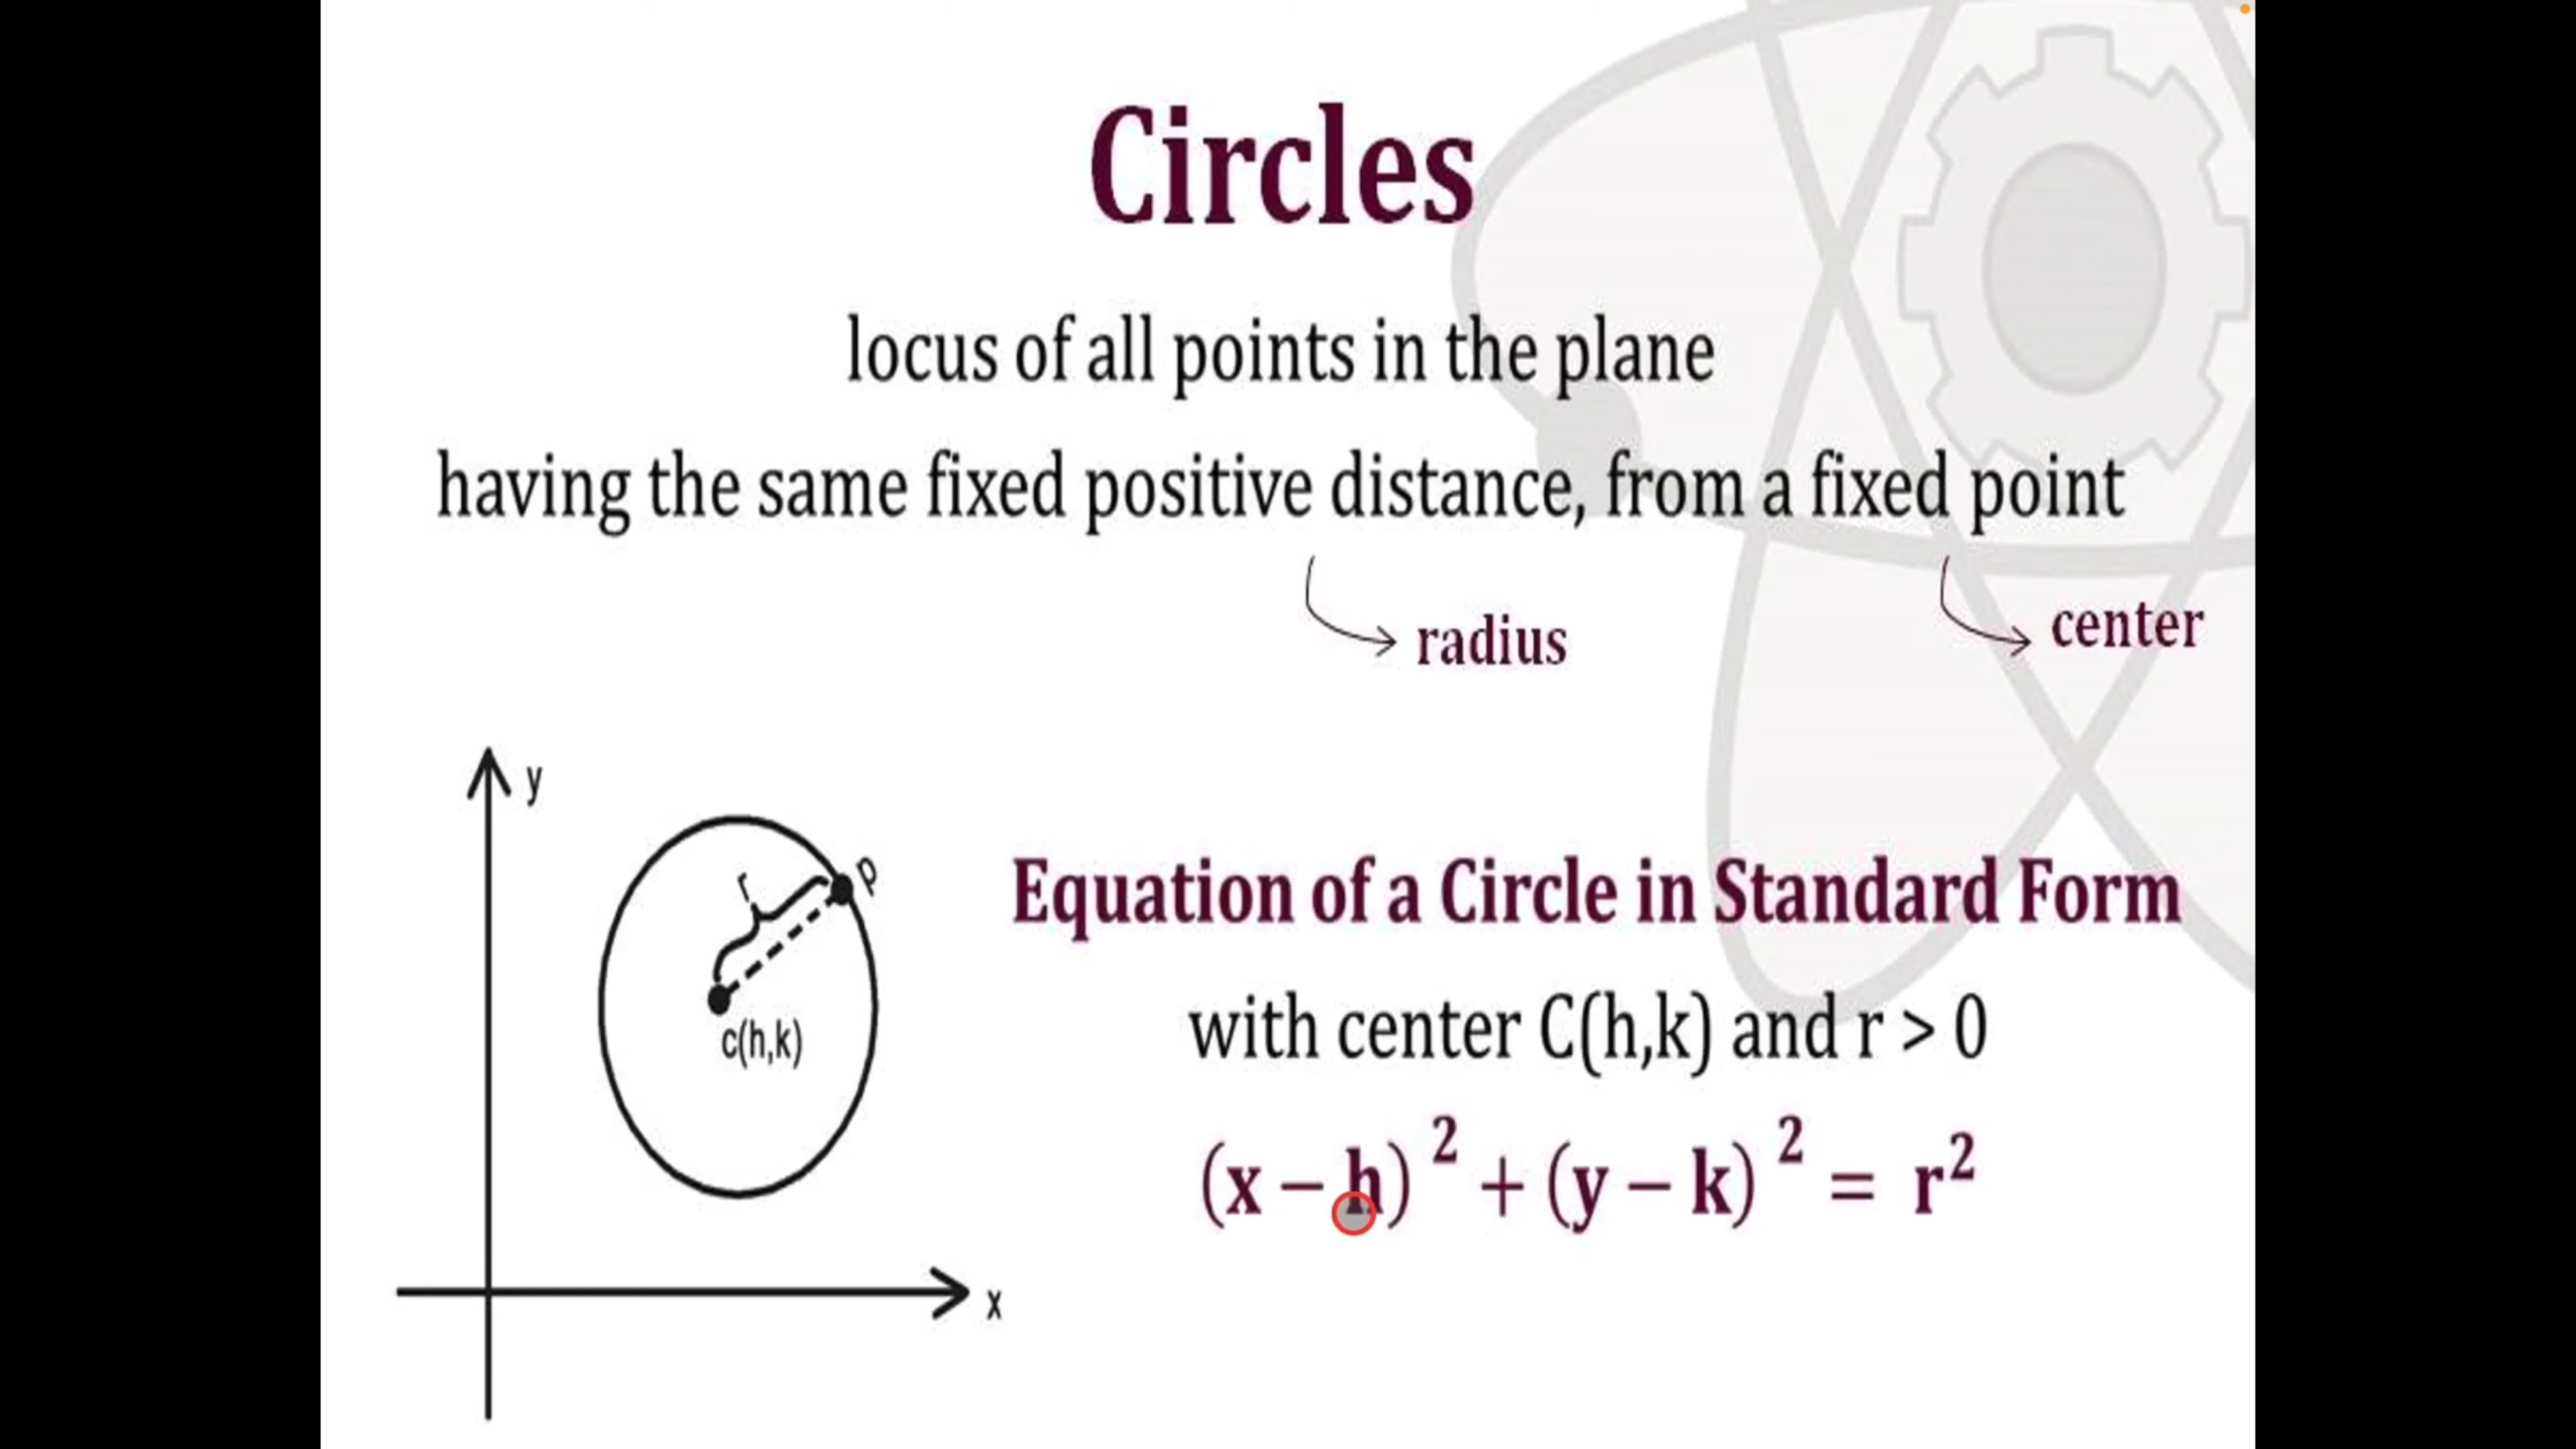 Circles
locus of all points in the plane
having the same fixed positive distance, from a fixed point
radius
center
y
r
p
c(h,k)
x
Equation of a Circle in Standard Form
with center C(h,k) and r > 0
(x – h)² + (y – k)² = r²